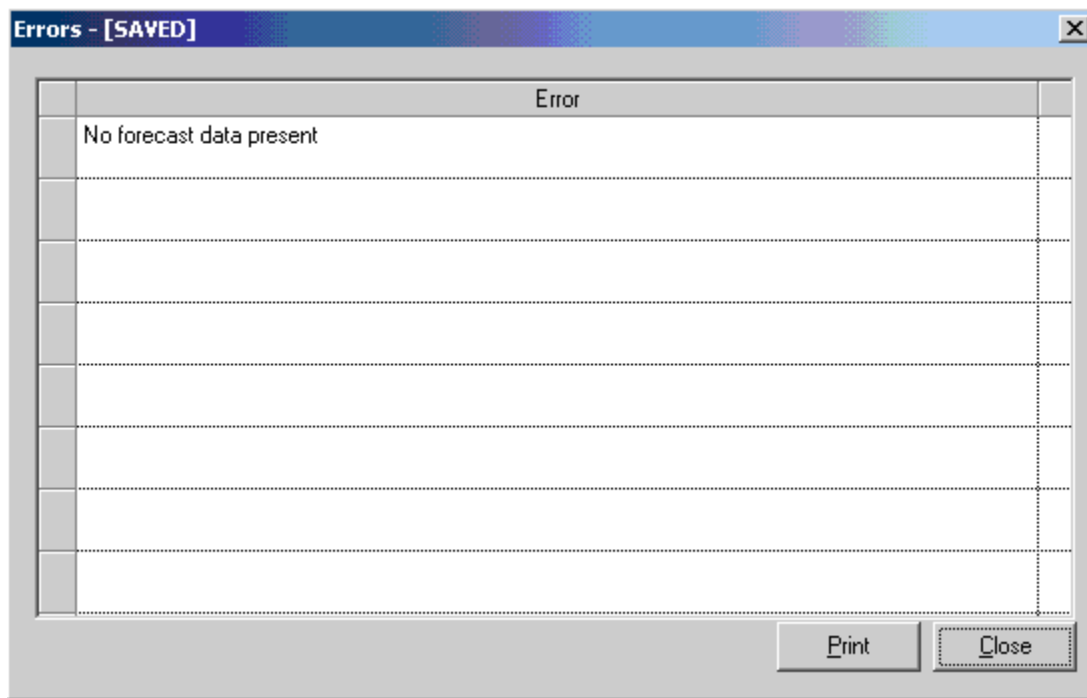 Errors - [SAVED]
Error
No forecast data present
Print
Close